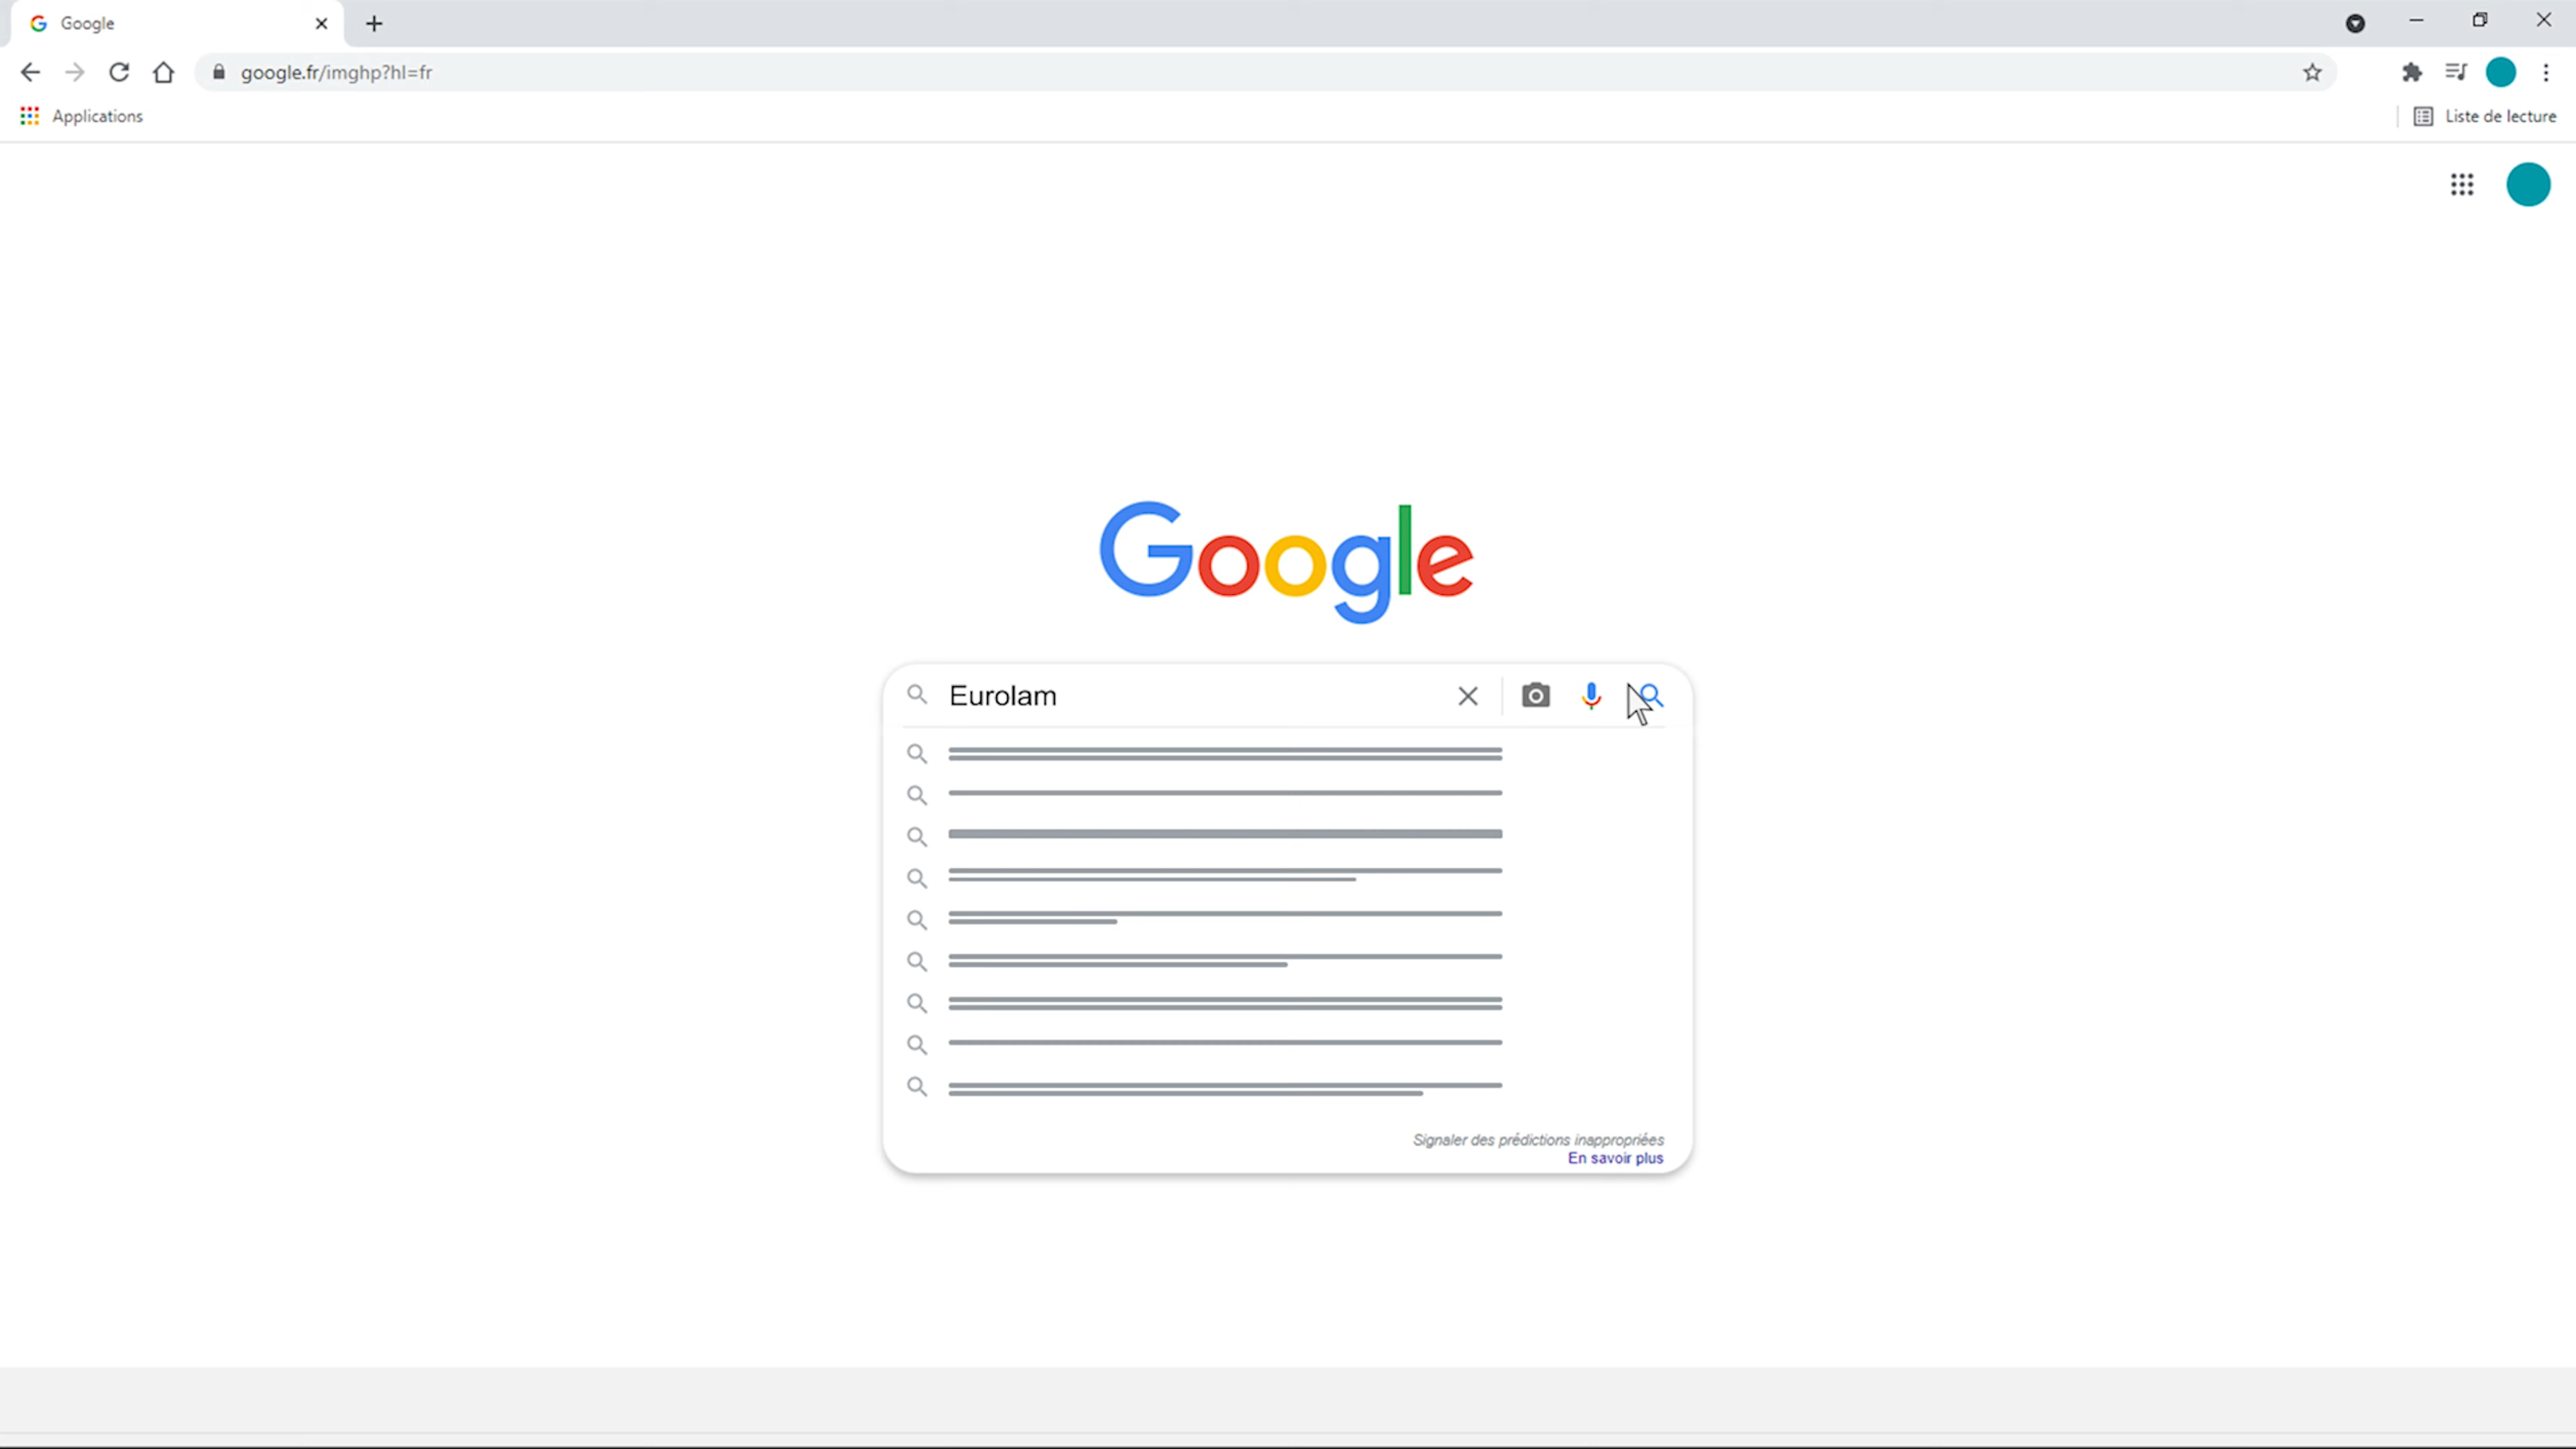 Google
google.fr/imghp?hl=fr
Applications
Liste de lecture
Google
Eurolam
Signaler des prédictions inappropriées
En savoir plus